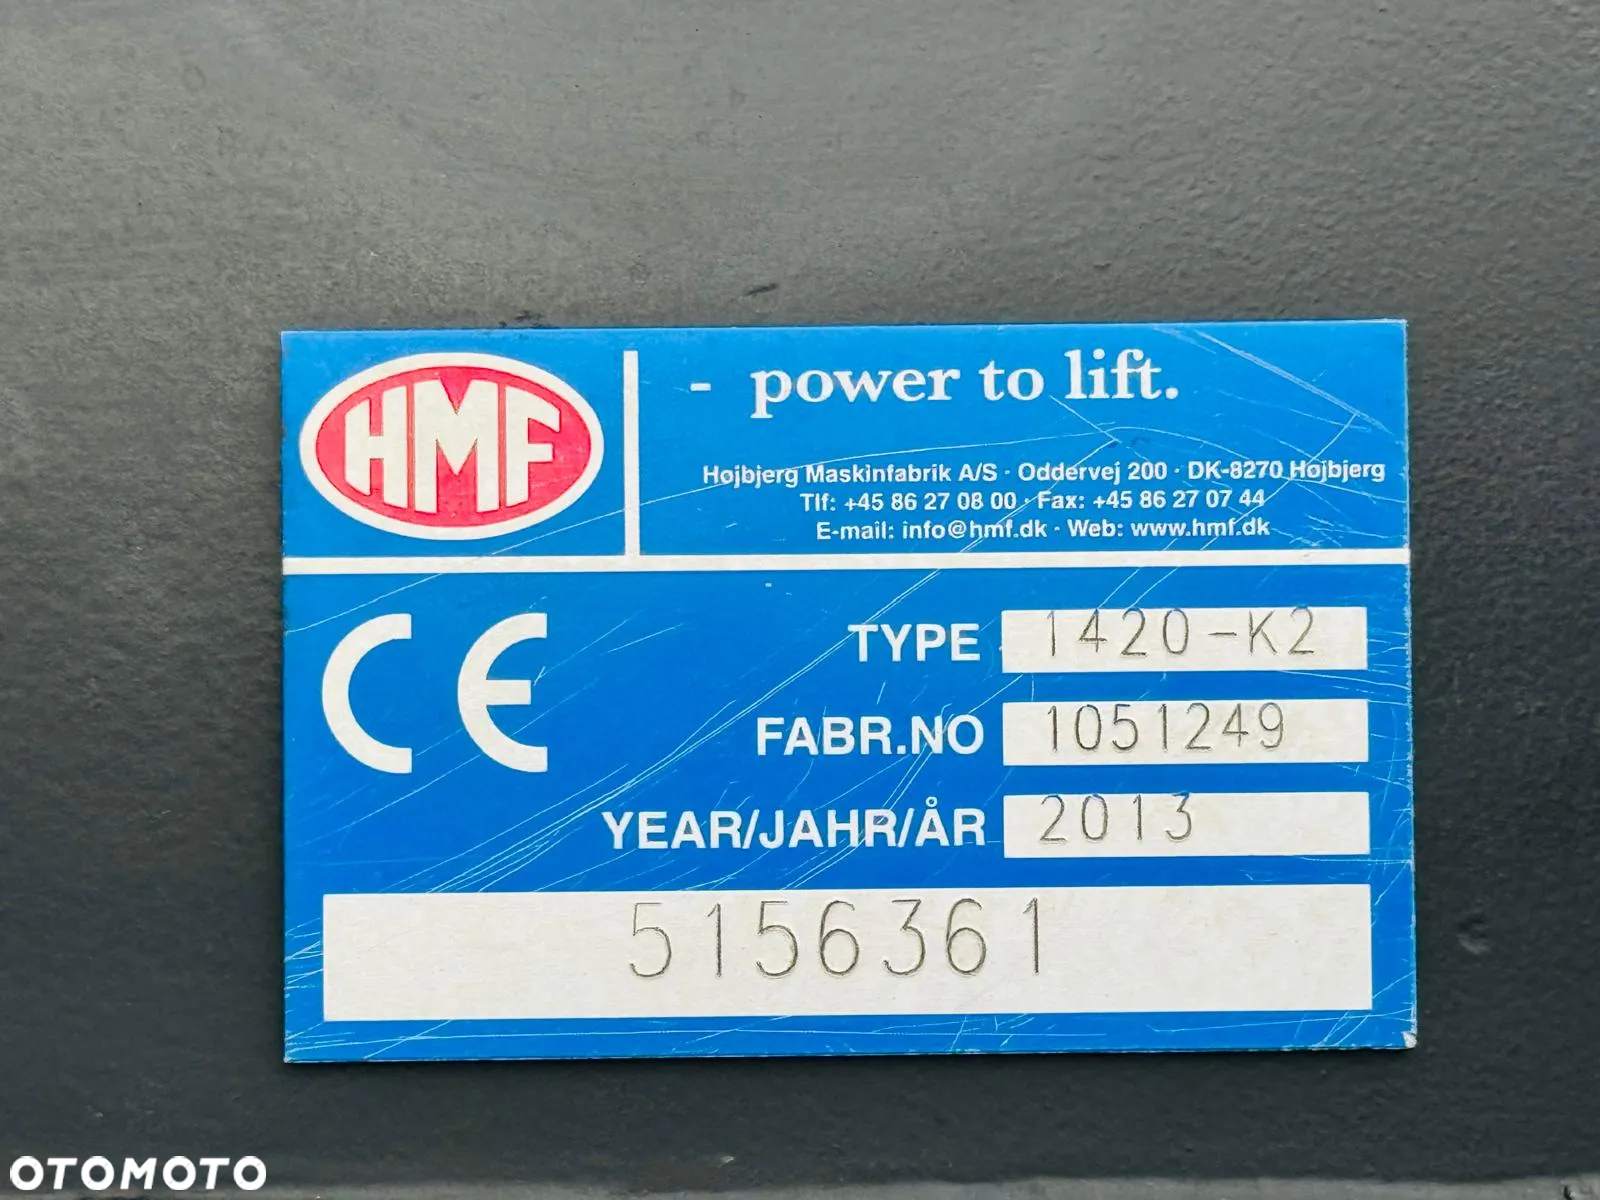 HMF
- power to lift.
Højbjerg Maskinfabrik A/S · Oddervej 200 · DK-8270 Højbjerg
Tlf: +45 86 27 08 00 · Fax: +45 86 27 07 44
E-mail: info@hmf.dk · Web: www.hmf.dk
CE
TYPE 1420-K2
FABR.NO 1051249
YEAR/JAHR/ÅR 2013
5156361
OTOMOTO